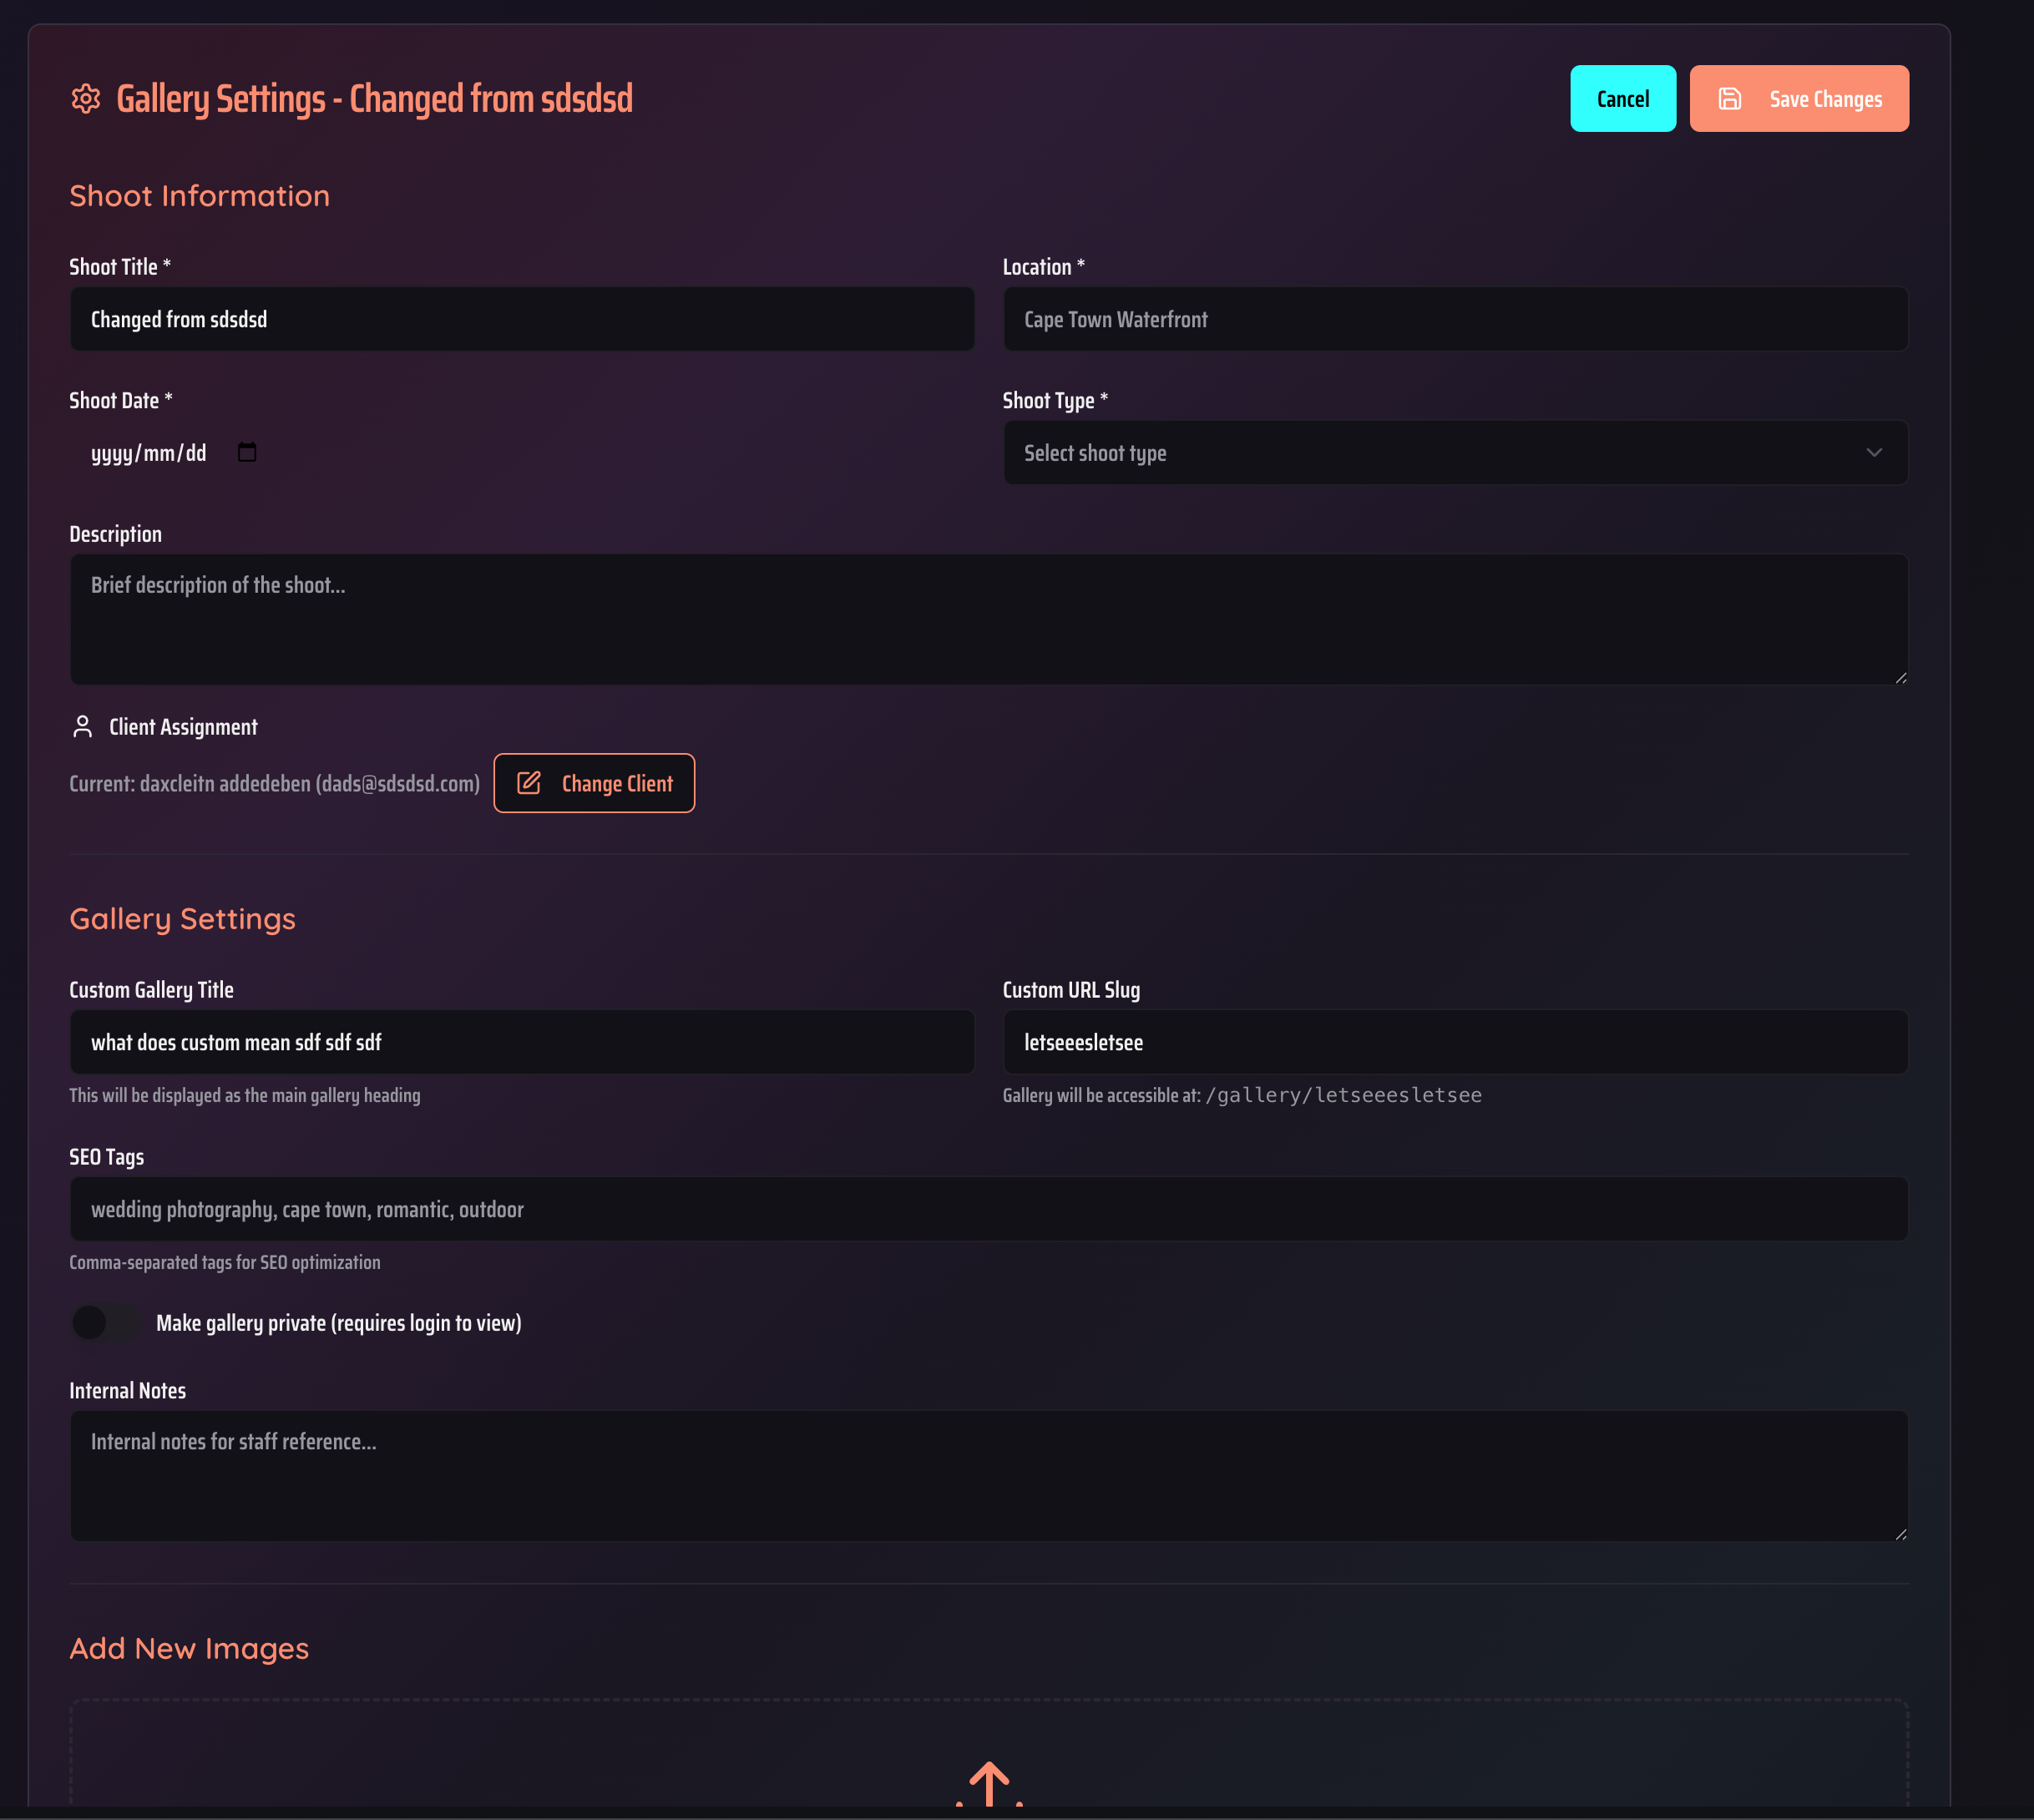 Gallery Settings - Changed from sdsdsd
Cancel
Save Changes
Shoot Information
Shoot Title *
Location *
Changed from sdsdsd
Cape Town Waterfront
Shoot Date *
Shoot Type *
yyyy/mm/dd
Select shoot type
Description
Brief description of the shoot...
Client Assignment
Current: daxcleitn addedeben (dads@sdsdsd.com)
Change Client
Gallery Settings
Custom Gallery Title
Custom URL Slug
what does custom mean sdf sdf sdf
letseeesletsee
This will be displayed as the main gallery heading
Gallery will be accessible at: /gallery/letseeesletsee
SEO Tags
wedding photography, cape town, romantic, outdoor
Comma-separated tags for SEO optimization
Make gallery private (requires login to view)
Internal Notes
Internal notes for staff reference...
Add New Images